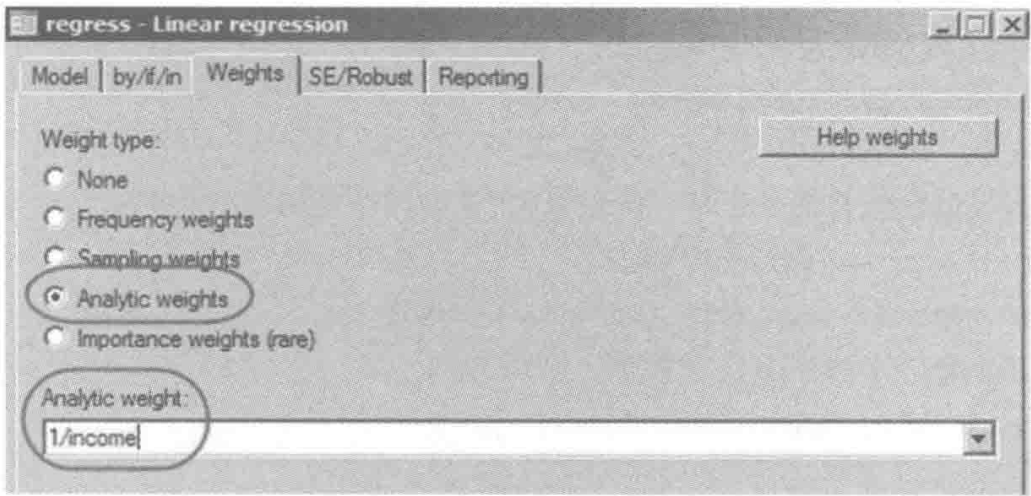 regress - Linear regression
Model by/if/in Weights SE/Robust Reporting
Weight type:
Help weights
None
Frequency weights
Sampling weights
Analytic weights
Importance weights (rare)
Analytic weight:
1/income